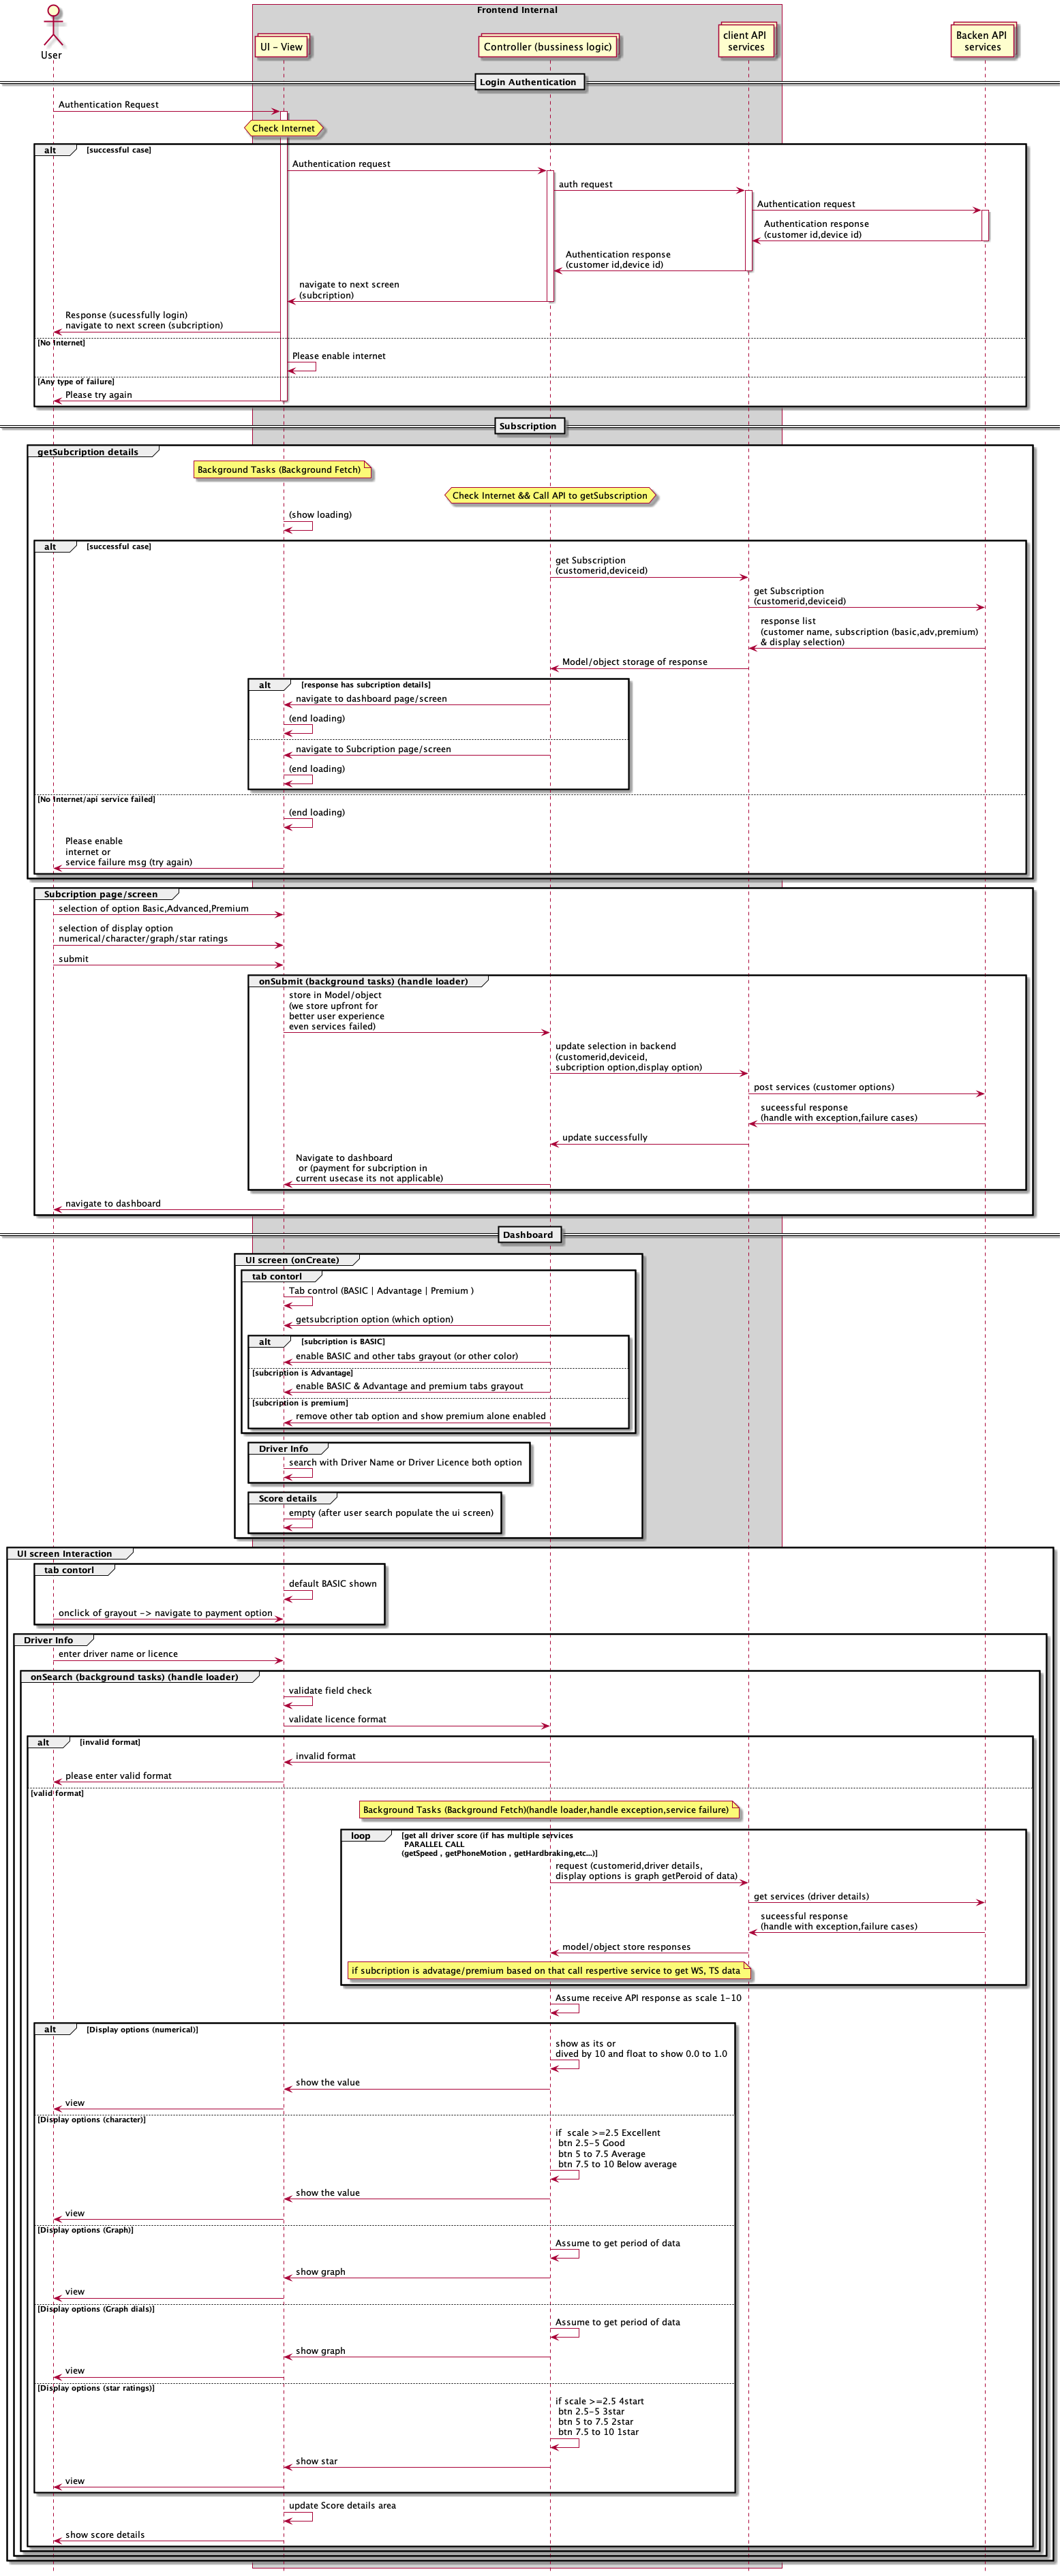 Frontend Internal
User
UI - View
Controller (bussiness logic)
client API
services
Backen API
services
Login Authentication
Authentication Request
Check Internet
alt [successful case]
Authentication request
auth request
Authentication request
Authentication response
(customer id,device id)
Authentication response
(customer id,device id)
navigate to next screen
(subcription)
Response (sucessfully login)
navigate to next screen (subcription)
[No Internet]
Please enable internet
[Any type of failure]
Please try again
Subscription
getSubcription details
Background Tasks (Background Fetch)
Check Internet && Call API to getSubscription
(show loading)
alt [successful case]
get Subscription
(customerid,deviceid)
get Subscription
(customerid,deviceid)
response list
(customer name, subscription (basic,adv,premium)
& display selection)
Model/object storage of response
alt [response has subcription details]
navigate to dashboard page/screen
(end loading)
navigate to Subcription page/screen
(end loading)
[No Internet/api service failed]
(end loading)
Please enable
internet or
service failure msg (try again)
Subcription page/screen
selection of option Basic,Advanced,Premium
selection of display option
numerical/character/graph/star ratings
submit
onSubmit (background tasks) (handle loader)
store in Model/object
(we store upfront for
better user experience
even services failed)
update selection in backend
(customerid,deviceid,
subcription option,display option)
post services (customer options)
suceessful response
(handle with exception,failure cases)
update successfully
Navigate to dashboard
or (payment for subcription in
current usecase its not applicable)
navigate to dashboard
Dashboard
UI screen (onCreate)
tab contorl
Tab control (BASIC | Advantage | Premium )
getsubcription option (which option)
alt [subcription is BASIC]
enable BASIC and other tabs grayout (or other color)
[subcription is Advantage]
enable BASIC & Advantage and premium tabs grayout
[subcription is premium]
remove other tab option and show premium alone enabled
Driver Info
search with Driver Name or Driver Licence both option
Score details
empty (after user search populate the ui screen)
UI screen Interaction
tab contorl
default BASIC shown
onclick of grayout -> navigate to payment option
Driver Info
enter driver name or licence
onSearch (background tasks) (handle loader)
validate field check
validate licence format
alt [invalid format]
invalid format
please enter valid format
[valid format]
Background Tasks (Background Fetch)(handle loader,handle exception,service failure)
loop [get all driver score (if has multiple services
PARALLEL CALL
(getSpeed , getPhoneMotion , getHardbraking,etc...)]
request (customerid,driver details,
display options is graph getPeroid of data)
get services (driver details)
suceessful response
(handle with exception,failure cases)
model/object store responses
if subcription is advatage/premium based on that call respertive service to get WS, TS data
Assume receive API response as scale 1-10
alt [Display options (numerical)]
show as its or
dived by 10 and float to show 0.0 to 1.0
show the value
view
[Display options (character)]
if  scale >=2.5 Excellent
btn 2.5-5 Good
btn 5 to 7.5 Average
btn 7.5 to 10 Below average
show the value
view
[Display options (Graph)]
Assume to get period of data
show graph
view
[Display options (Graph dials)]
Assume to get period of data
show graph
view
[Display options (star ratings)]
if scale >=2.5 4start
btn 2.5-5 3star
btn 5 to 7.5 2star
btn 7.5 to 10 1star
show star
view
update Score details area
show score details